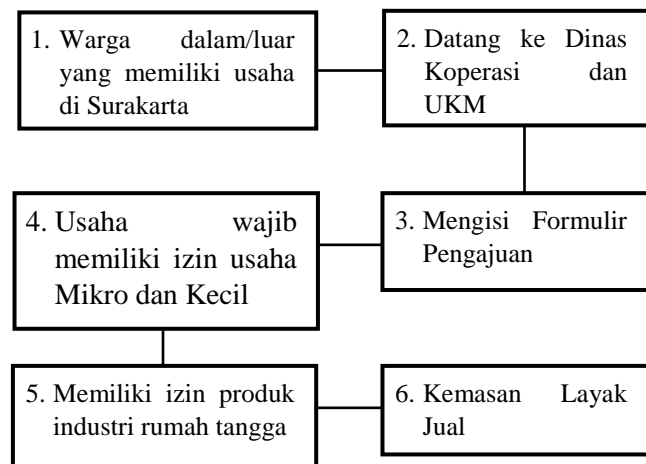 1. Warga dalam/luar
yang memiliki usaha
di Surakarta
2. Datang ke Dinas
Koperasi dan
UKM
3. Mengisi Formulir
Pengajuan
4. Usaha wajib
memiliki izin usaha
Mikro dan Kecil
5. Memiliki izin produk
industri rumah tangga
6. Kemasan Layak
Jual